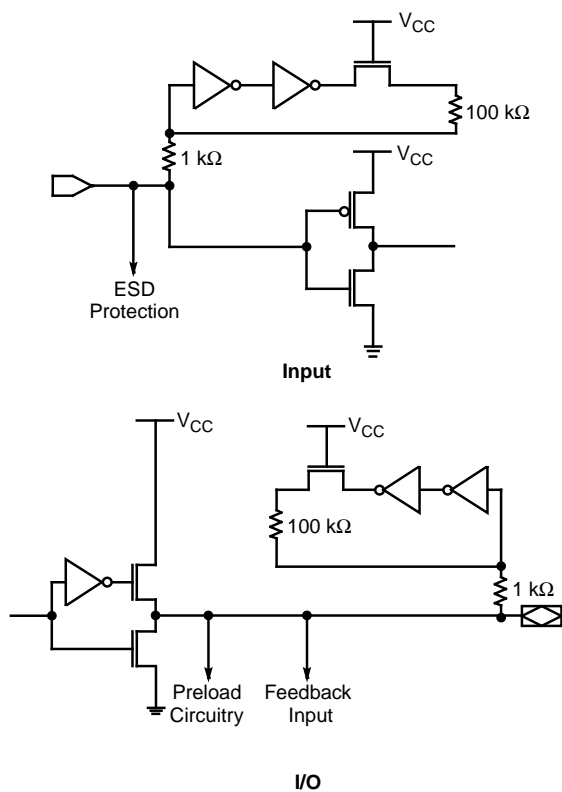 VCC
100 kΩ
1 kΩ
VCC
ESD
Protection
Input
VCC
VCC
100 kΩ
1 kΩ
Preload
Circuitry
Feedback
Input
I/O